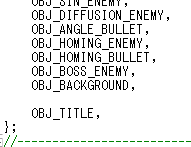 OBJ_SIN_ENEMY,
OBJ_DIFFUSION_ENEMY,
OBJ_ANGLE_BULLET,
OBJ_HOMING_ENEMY,
OBJ_HOMING_BULLET,
OBJ_BOSS_ENEMY,
OBJ_BACKGROUND,
OBJ_TITLE,
};
//-----------------------------